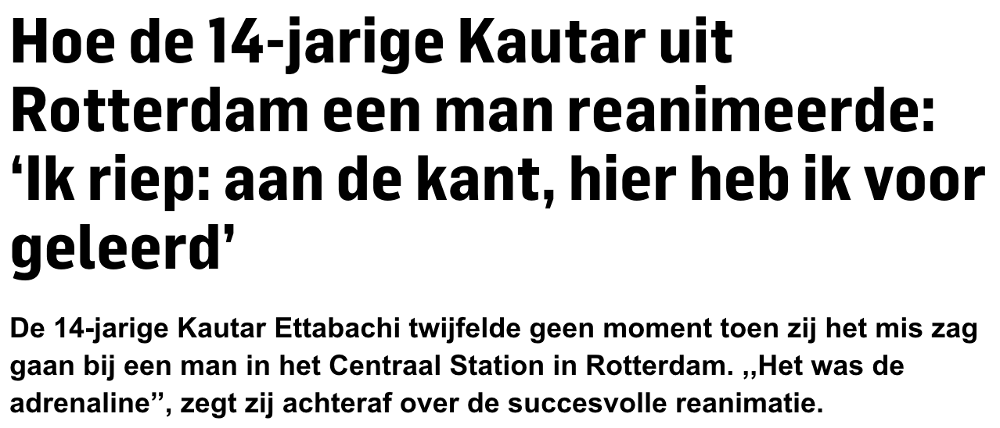 Hoe de 14-jarige Kautar uit
Rotterdam een man reanimeerde:
‘Ik riep: aan de kant, hier heb ik voor
geleerd’
De 14-jarige Kautar Ettabachi twijfelde geen moment toen zij het mis zag
gaan bij een man in het Centraal Station in Rotterdam. ,,Het was de
adrenaline’’, zegt zij achteraf over de succesvolle reanimatie.